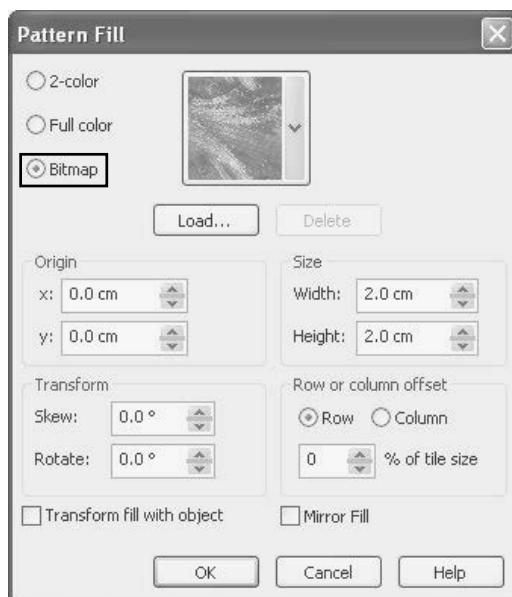 Pattern Fill
2-color
Full color
Bitmap
Load...
Delete
Origin
x: 0.0 cm
y: 0.0 cm
Size
Width: 2.0 cm
Height: 2.0 cm
Transform
Skew: 0.0 °
Rotate: 0.0 °
Row or column offset
Row Column
0 % of tile size
Transform fill with object
Mirror Fill
OK Cancel Help